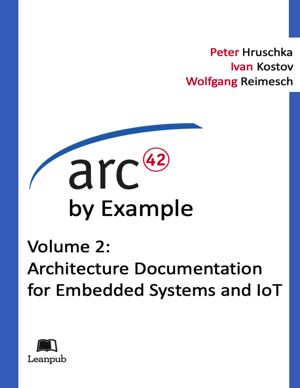 Peter Hruschka
Ivan Kostov
Wolfgang Reimesch
arc 42
by Example
Volume 2:
Architecture Documentation
for Embedded Systems and IoT
Leanpub